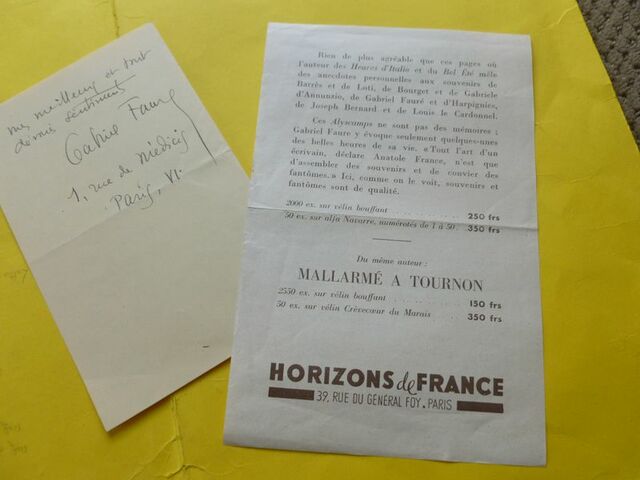 mes meilleurs et tout
dévoués sentiments
Gabriel Faure
1, rue de Médicis
Paris, VI.
Rien de plus agréable que ces pages où
l'auteur des Heures d'Italie et du Bel Été mêle
des anecdotes personnelles aux souvenirs de
Barrès et de Loti, de Bourget et de Gabriele
d'Annunzio, de Gabriel Fauré et d'Harpignies,
de Joseph Bernard et de Louis le Cardonnel.
Ces Alyscamps ne sont pas des mémoires ;
Gabriel Faure y évoque seulement quelques-unes
des belles heures de sa vie. « Tout l'art d'un
écrivain, déclare Anatole France, n'est que
d'assembler des souvenirs et de convier des
fantômes. » Ici, comme on le voit, souvenirs et
fantômes sont de qualité.
2000 ex. sur vélin bouffant .............. 250 frs
50 ex. sur alfa Navarre, numérotés de 1 à 50. 350 frs
Du même auteur :
MALLARMÉ A TOURNON
2550 ex. sur vélin bouffant .............. 150 frs
50 ex. sur vélin Crèvecœur du Marais .... 350 frs
HORIZONS de FRANCE
39, RUE DU GÉNÉRAL FOY. PARIS